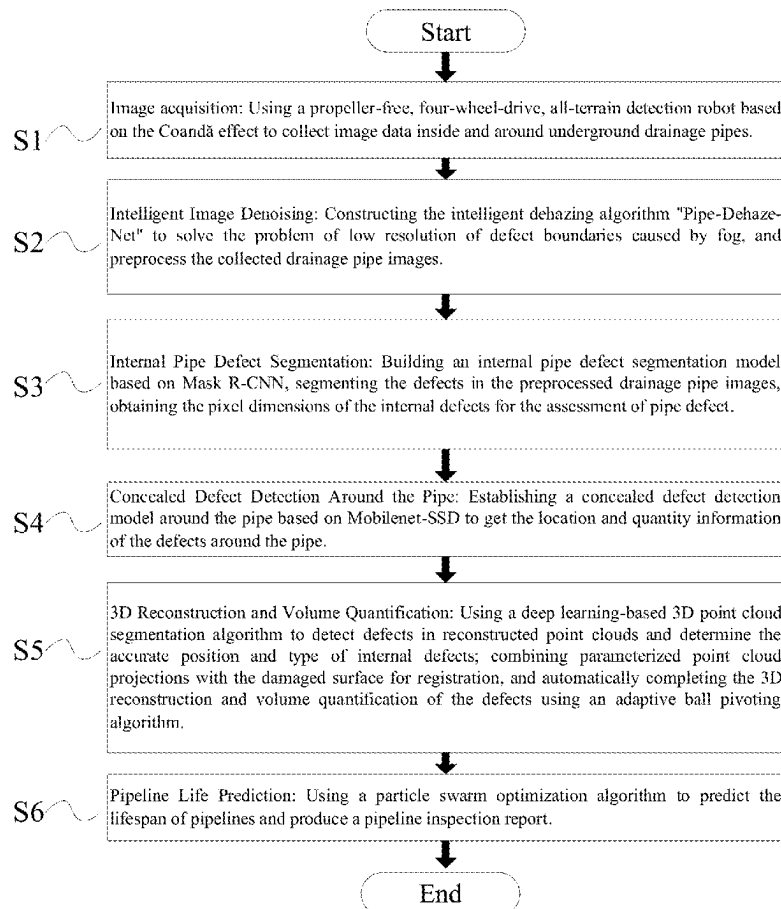 Start
S1
Image acquisition: Using a propeller-free, four-wheel-drive, all-terrain detection robot based
on the Coandă effect to collect image data inside and around underground drainage pipes.
S2
Intelligent Image Denoising: Constructing the intelligent dehazing algorithm "Pipe-Dehaze-
Net" to solve the problem of low resolution of defect boundaries caused by fog, and
preprocess the collected drainage pipe images.
S3
Internal Pipe Defect Segmentation: Building an internal pipe defect segmentation model
based on Mask R-CNN, segmenting the defects in the preprocessed drainage pipe images,
obtaining the pixel dimensions of the internal defects for the assessment of pipe defect.
S4
Concealed Defect Detection Around the Pipe: Establishing a concealed defect detection
model around the pipe based on Mobilenet-SSD to get the location and quantity information
of the defects around the pipe.
S5
3D Reconstruction and Volume Quantification: Using a deep learning-based 3D point cloud
segmentation algorithm to detect defects in reconstructed point clouds and determine the
accurate position and type of internal defects; combining parameterized point cloud
projections with the damaged surface for registration, and automatically completing the 3D
reconstruction and volume quantification of the defects using an adaptive ball pivoting
algorithm.
S6
Pipeline Life Prediction: Using a particle swarm optimization algorithm to predict the
lifespan of pipelines and produce a pipeline inspection report.
End